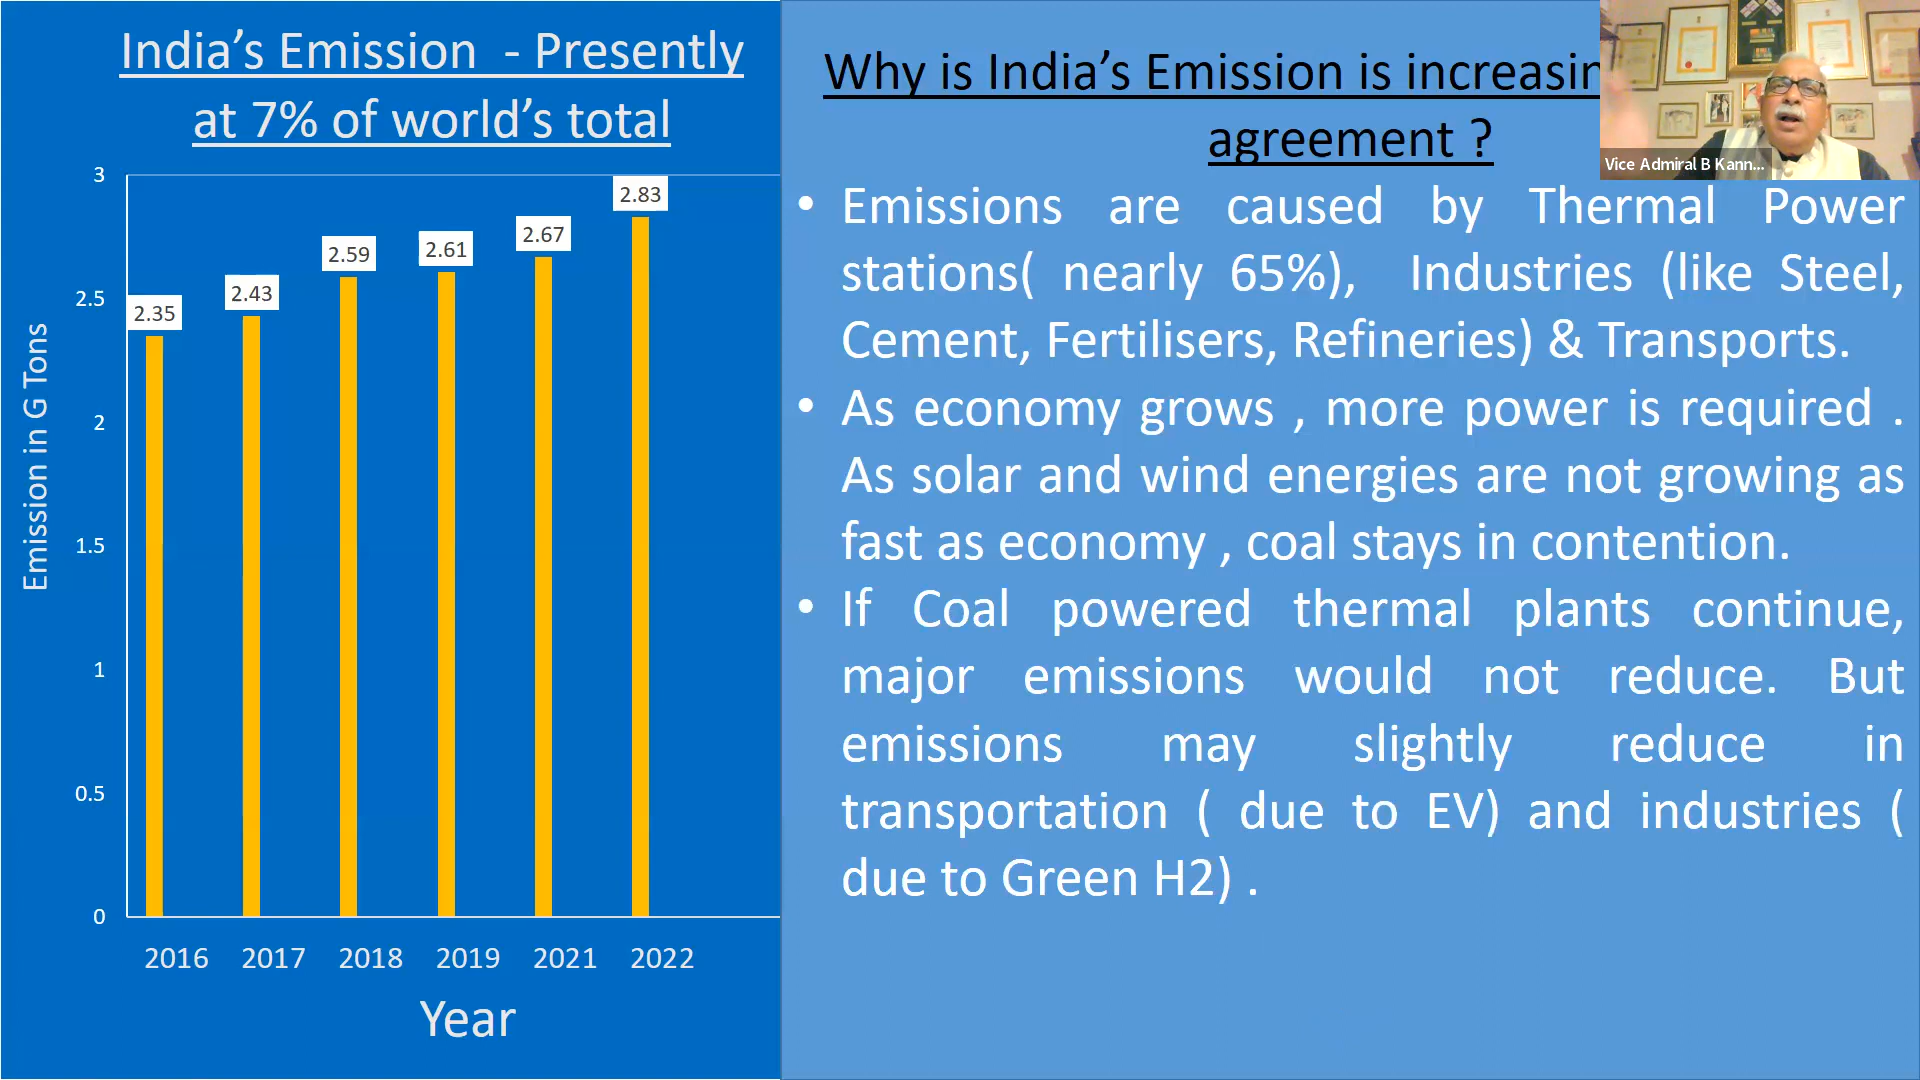 India’s Emission - Presently
at 7% of world’s total
3
2.5
2
1.5
1
0.5
0
Emission in G Tons
2.35
2.43
2.59
2.61
2.67
2.83
2016 2017 2018 2019 2021 2022
Year
Why is India’s Emission is
agreement ?
• Emissions are caused by Thermal Power
stations( nearly 65%), Industries (like Steel,
Cement, Fertilisers, Refineries) & Transports.
• As economy grows , more power is required .
As solar and wind energies are not growing as
fast as economy , coal stays in contention.
• If Coal powered thermal plants continue,
major emissions would not reduce. But
emissions may slightly reduce in
transportation ( due to EV) and industries (
due to Green H2) .
Vice Admiral B Kann...